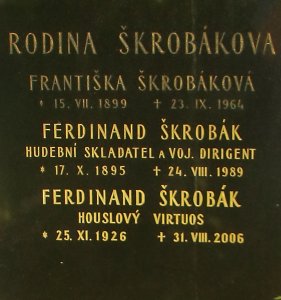 RODINA ŠKROBÁKOVA
FRANTIŠKA ŠKROBÁKOVÁ
* 15. VII. 1899 † 23. IX. 1964
FERDINAND ŠKROBÁK
HUDEBNÍ SKLADATEL A VOJ. DIRIGENT
* 17. X. 1895 † 24. VIII. 1989
FERDINAND ŠKROBÁK
HOUSLOVÝ VIRTUOS
* 25. XI. 1926 † 31. VIII. 2006